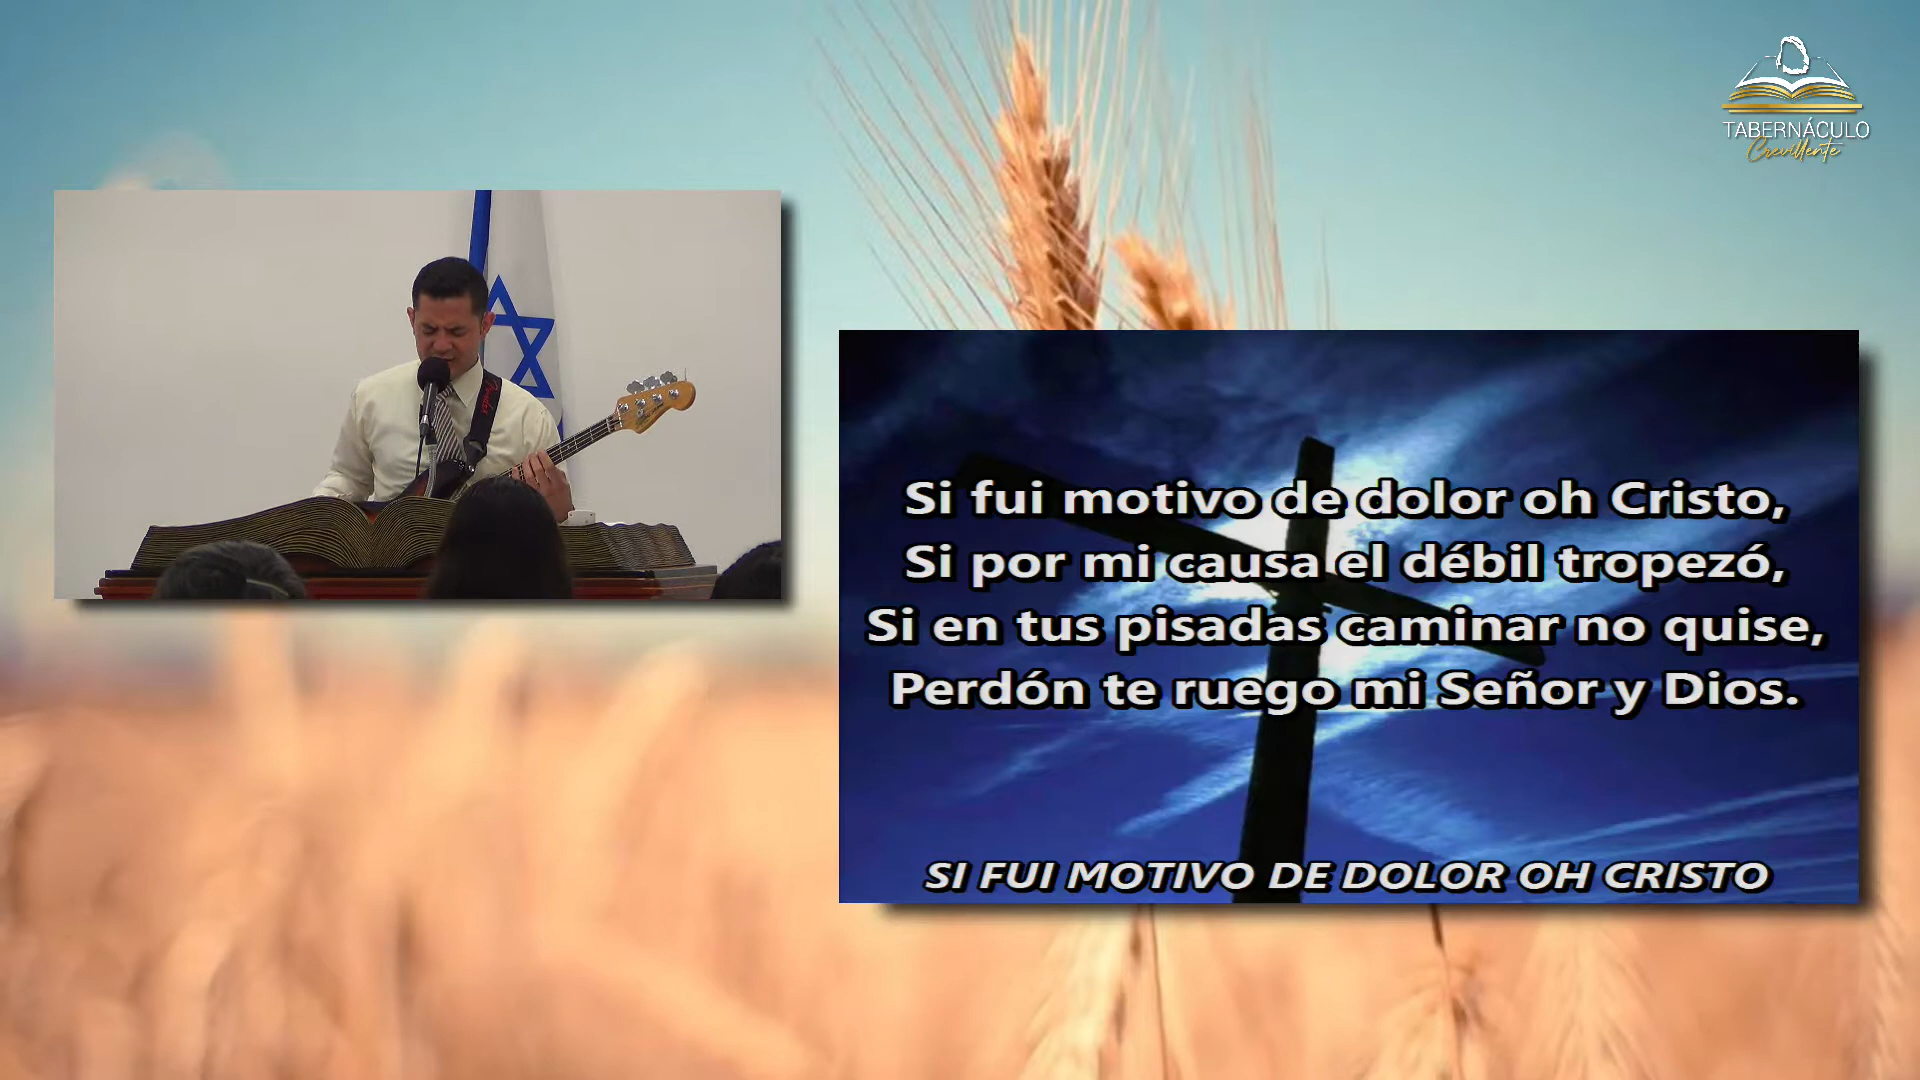 TABERNÁCULO
Crevillente
Fender
Si fui motivo de dolor oh Cristo,
Si por mi causa el débil tropezó,
Si en tus pisadas caminar no quise,
Perdón te ruego mi Señor y Dios.
SI FUI MOTIVO DE DOLOR OH CRISTO